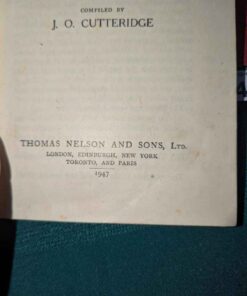 COMPILED BY
J. O. CUTTERIDGE
THOMAS NELSON AND SONS, LTD.
LONDON, EDINBURGH, NEW YORK
TORONTO, AND PARIS
1947